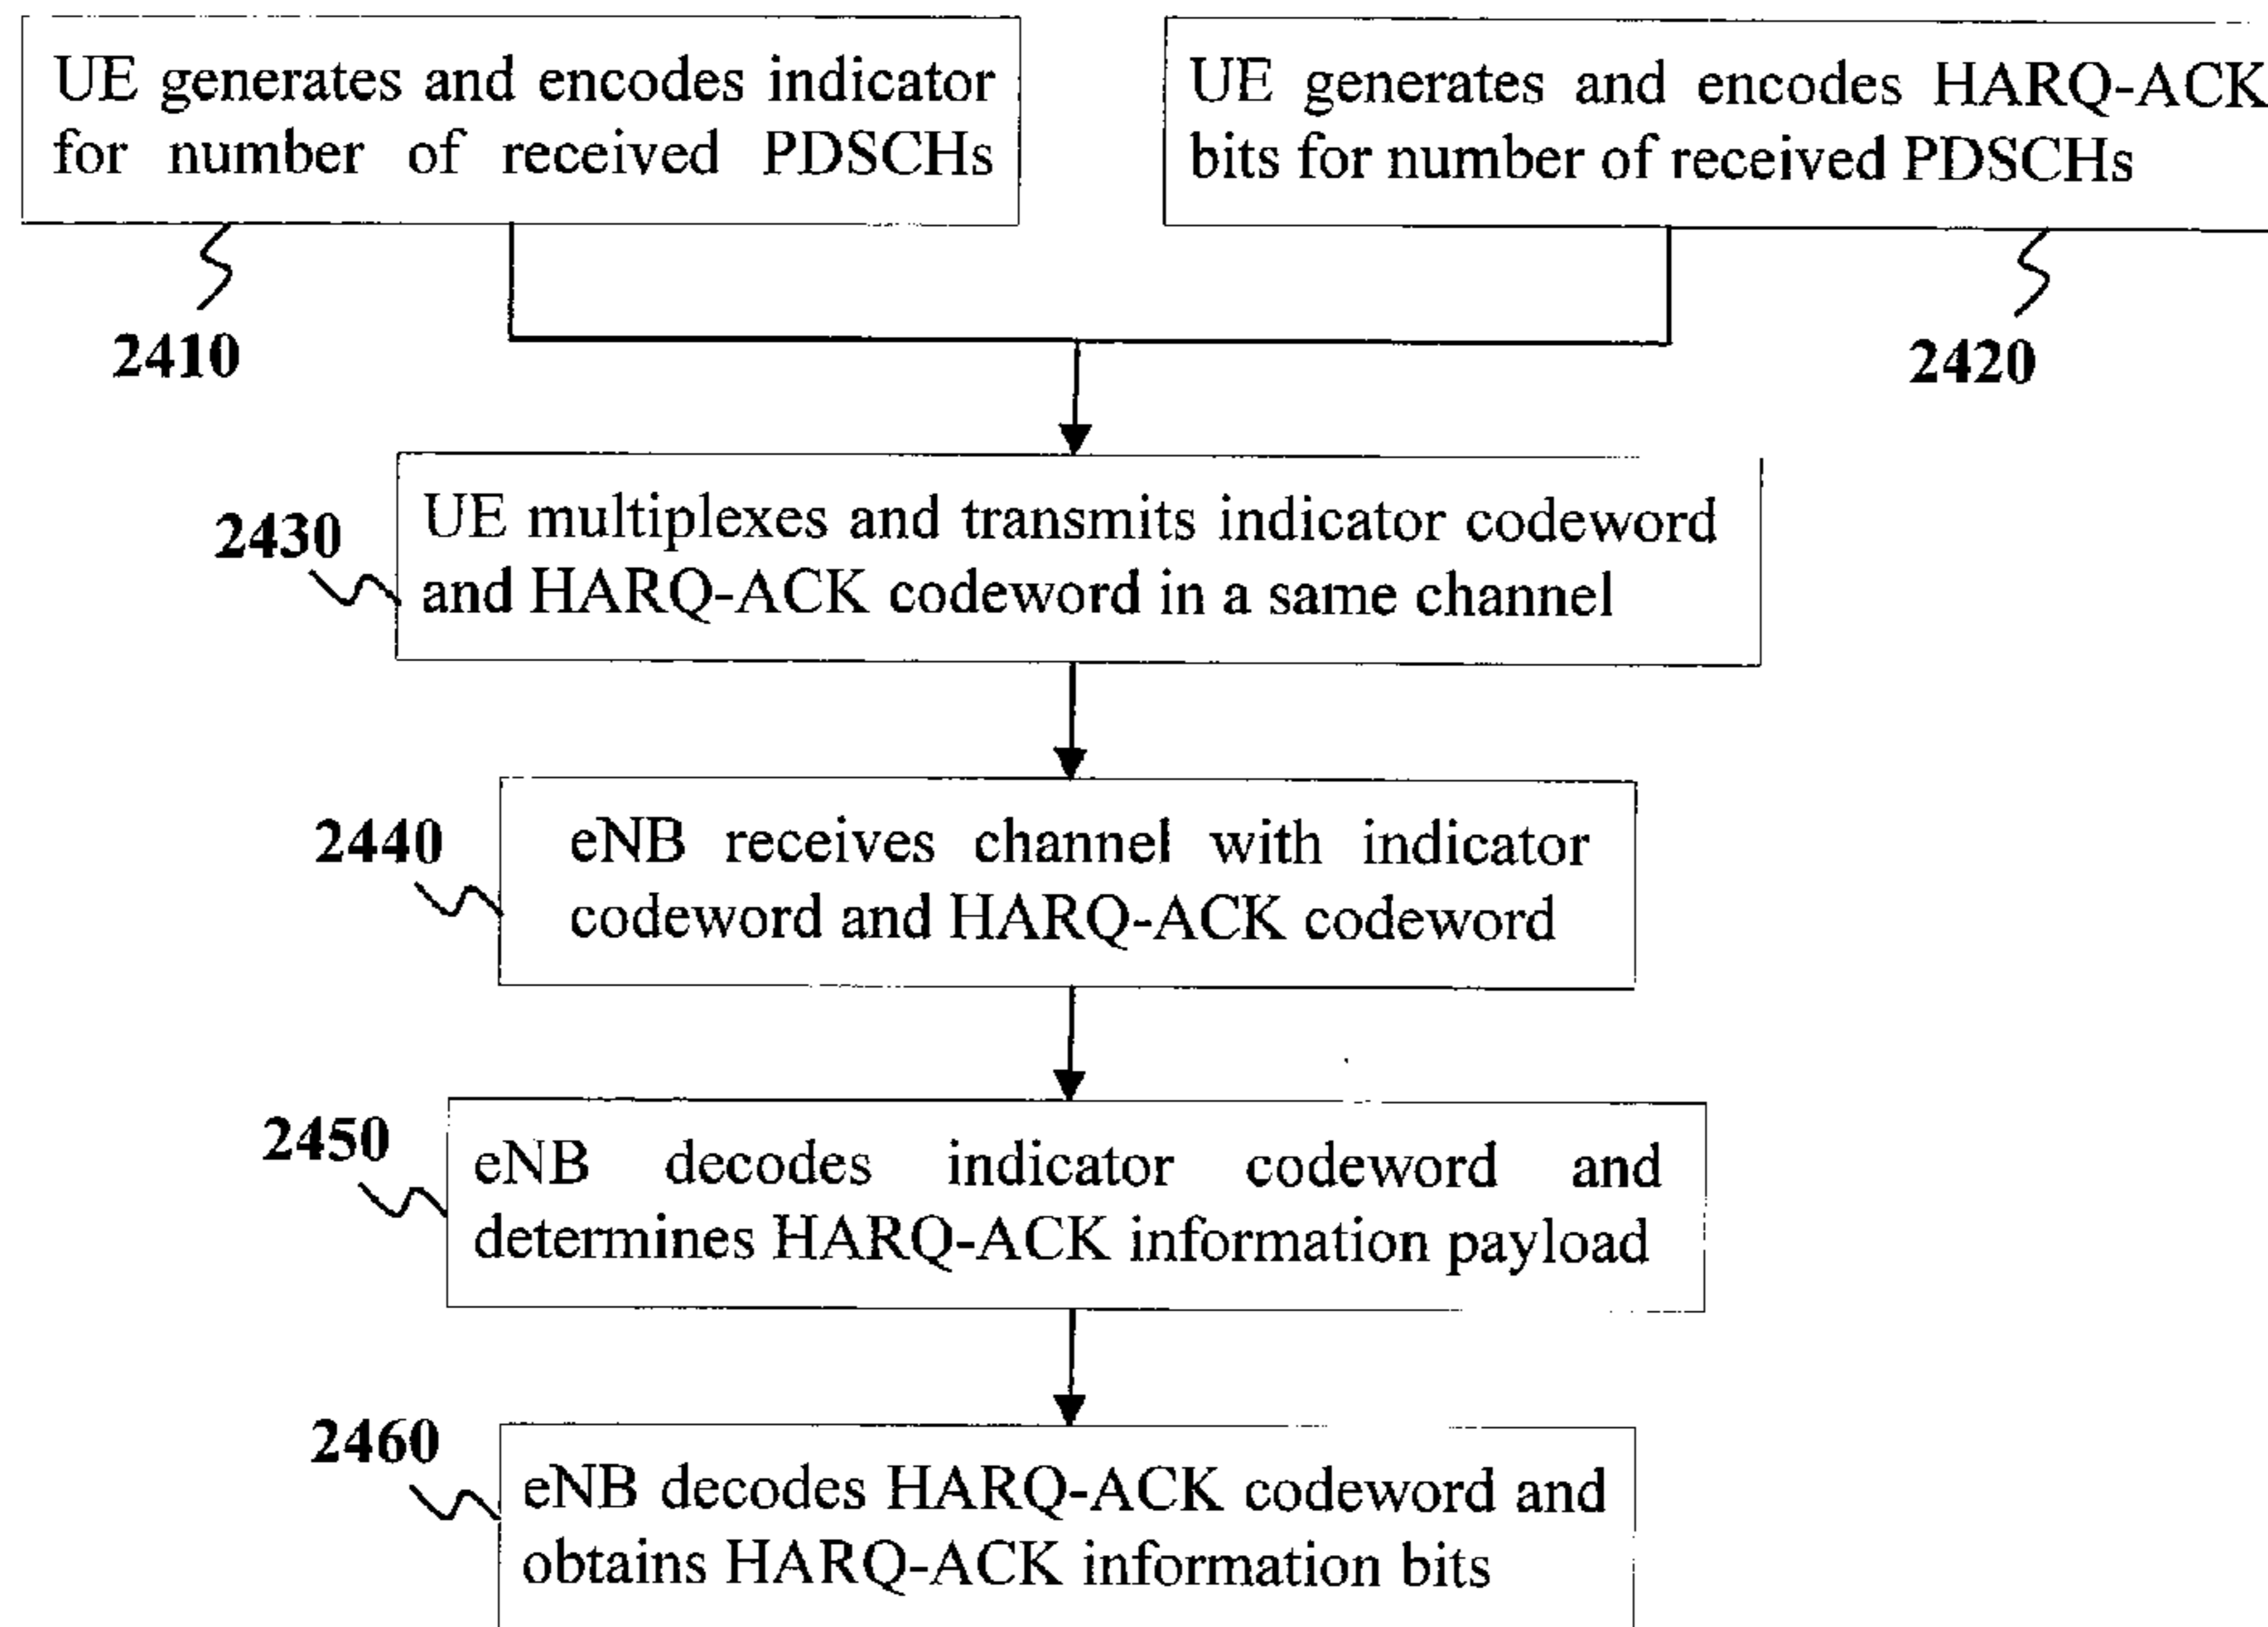 UE generates and encodes indicator
for number of received PDSCHs
UE generates and encodes HARQ-ACK
bits for number of received PDSCHs
2410
2420
2430
UE multiplexes and transmits indicator codeword
and HARQ-ACK codeword in a same channel
2440
eNB receives channel with indicator
codeword and HARQ-ACK codeword
2450
eNB decodes indicator codeword and
determines HARQ-ACK information payload
2460
eNB decodes HARQ-ACK codeword and
obtains HARQ-ACK information bits